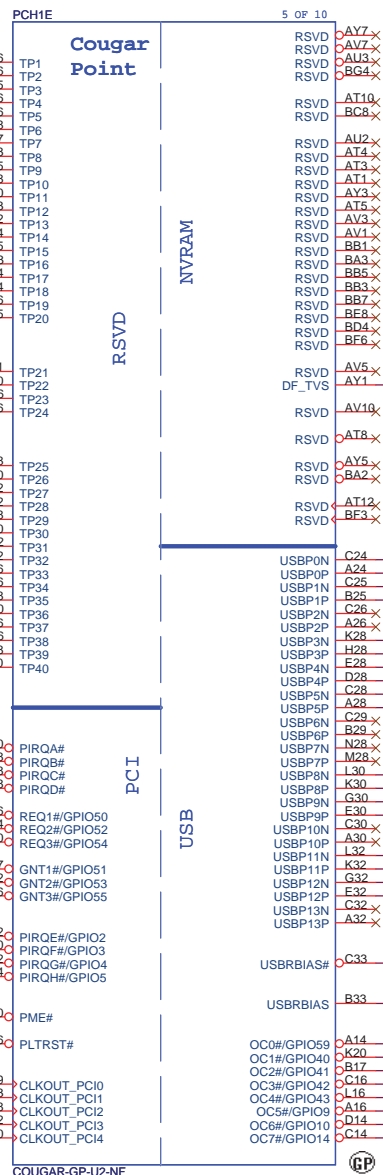 PCH1E
5 OF 10
Cougar
Point
TP1
TP2
TP3
TP4
TP5
TP6
TP7
TP8
TP9
TP10
TP11
TP12
TP13
TP14
TP15
TP16
TP17
TP18
TP19
TP20
TP21
TP22
TP23
TP24
TP25
TP26
TP27
TP28
TP29
TP30
TP31
TP32
TP33
TP34
TP35
TP36
TP37
TP38
TP39
TP40
RSVD
NVRAM
RSVD AY7
RSVD AV7
RSVD AU3
RSVD BG4
RSVD AT10
RSVD BC8
RSVD AU2
RSVD AT4
RSVD AT3
RSVD AT1
RSVD AY3
RSVD AT5
RSVD AV3
RSVD AV1
RSVD BB1
RSVD BA3
RSVD BB5
RSVD BB3
RSVD BB7
RSVD BE8
RSVD BD4
RSVD BF6
RSVD AV5
DF_TVS AY1
RSVD AV10
RSVD AT8
RSVD AY5
RSVD BA2
RSVD AT12
RSVD BF3
PIRQA#
PIRQB#
PIRQC#
PIRQD#
REQ1#/GPIO50
REQ2#/GPIO52
REQ3#/GPIO54
GNT1#/GPIO51
GNT2#/GPIO53
GNT3#/GPIO55
PIRQE#/GPIO2
PIRQF#/GPIO3
PIRQG#/GPIO4
PIRQH#/GPIO5
PME#
PLTRST#
CLKOUT_PCI0
CLKOUT_PCI1
CLKOUT_PCI2
CLKOUT_PCI3
CLKOUT_PCI4
PCI
USB
USBP0N C24
USBP0P A24
USBP1N C25
USBP1P B25
USBP2N C26
USBP2P A26
USBP3N K28
USBP3P H28
USBP4N E28
USBP4P D28
USBP5N C28
USBP5P A28
USBP6N C29
USBP6P B29
USBP7N N28
USBP7P M28
USBP8N L30
USBP8P K30
USBP9N G30
USBP9P E30
USBP10N C30
USBP10P A30
USBP11N L32
USBP11P K32
USBP12N G32
USBP12P E32
USBP13N C32
USBP13P A32
USBRBIAS# C33
USBRBIAS B33
OC0#/GPIO59 A14
OC1#/GPIO40 K20
OC2#/GPIO41 B17
OC3#/GPIO42 C16
OC4#/GPIO43 L16
OC5#/GPIO9 A16
OC6#/GPIO10 D14
OC7#/GPIO14 C14
GP
COUGAR-GP-U2-NF